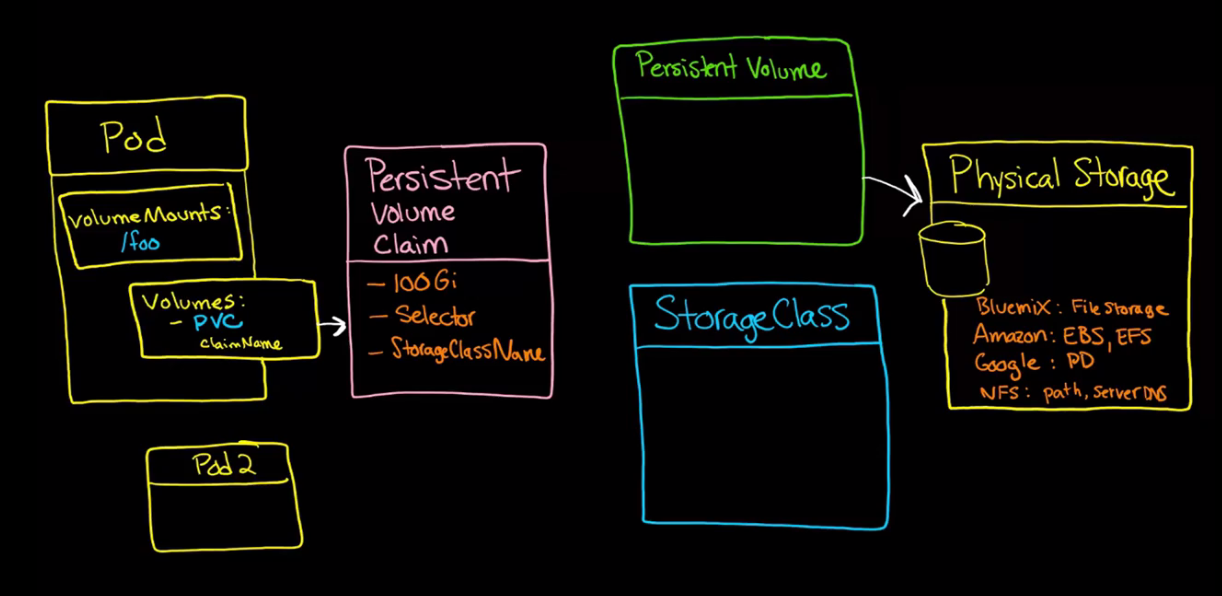 Pod
volumeMounts:
/foo
Volumes:
- PVC
claimName
Pod 2
Persistent
Volume
Claim
- 100Gi
- Selector
- StorageClassName
Persistent Volume
StorageClass
Physical Storage
Bluemix: File Storage
Amazon: EBS, EFS
Google: PD
NFS: path, Server DNS